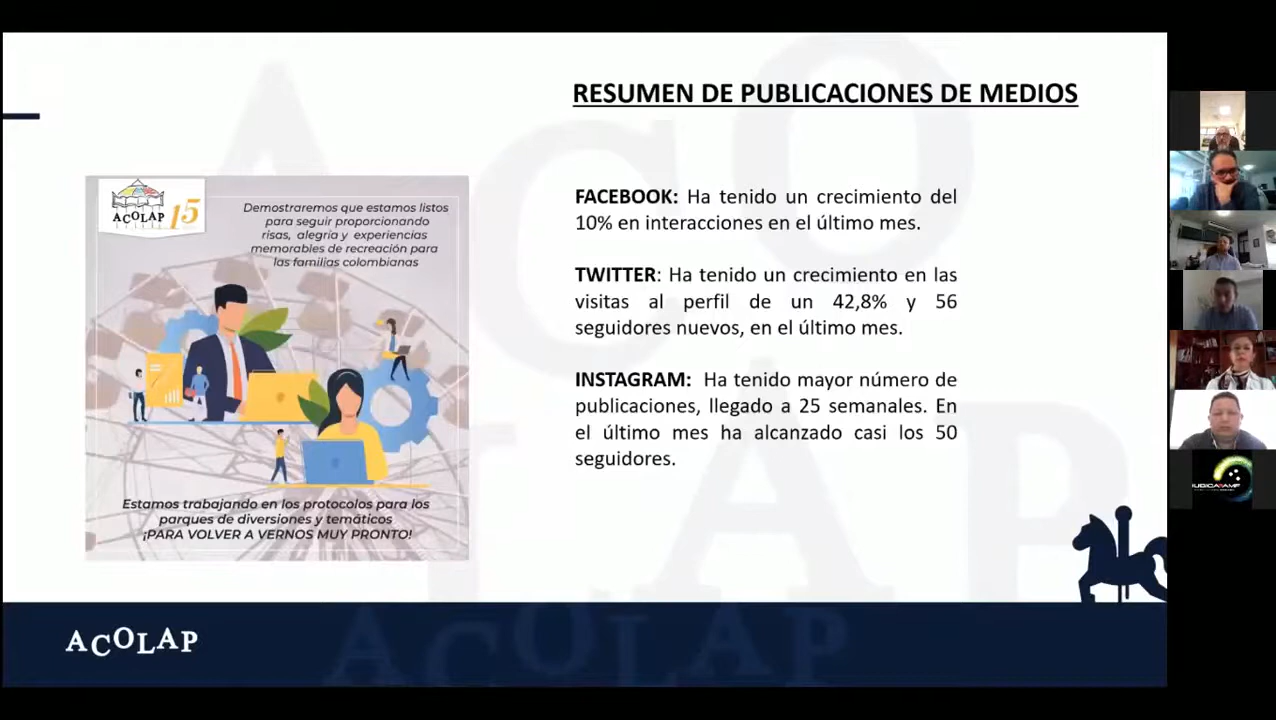 RESUMEN DE PUBLICACIONES DE MEDIOS
ACOLAP 15
Demostraremos que estamos listos
para seguir proporcionando
risas, alegria y experiencias
memorables de recreación para
las familias colombianas
Estamos trabajando en los protocolos para los
parques de diversiones y temáticos
¡PARA VOLVER A VERNOS MUY PRONTO!
FACEBOOK: Ha tenido un crecimiento del
10% en interacciones en el último mes.
TWITTER: Ha tenido un crecimiento en las
visitas al perfil de un 42,8% y 56
seguidores nuevos, en el último mes.
INSTAGRAM: Ha tenido mayor número de
publicaciones, llegado a 25 semanales. En
el último mes ha alcanzado casi los 50
seguidores.
ACOLAP
ACOLAP